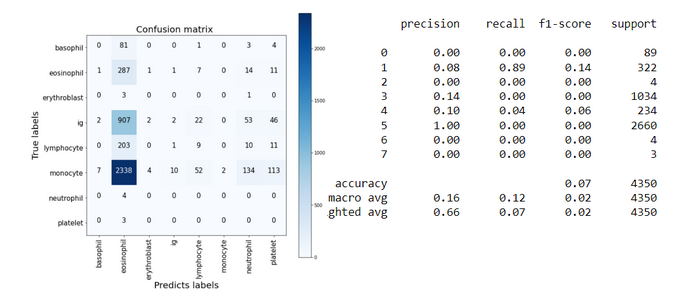 Confusion matrix
True labels
basophil 0 81 0 0 1 0 3 4
eosinophil 1 287 1 1 7 0 14 11
erythroblast 0 3 0 0 0 0 1 0
ig 2 907 2 2 22 0 53 46
lymphocyte 0 203 0 1 9 0 10 11
monocyte 7 2338 4 10 52 2 134 113
neutrophil 0 4 0 0 0 0 0 0
platelet 0 3 0 0 0 0 0 0
basophil eosinophil erythroblast ig lymphocyte monocyte neutrophil platelet
Predicts labels
2000
1500
1000
500
0
precision recall f1-score support
0 0.00 0.00 0.00 89
1 0.08 0.89 0.14 322
2 0.00 0.00 0.00 4
3 0.14 0.00 0.00 1034
4 0.10 0.04 0.06 234
5 1.00 0.00 0.00 2660
6 0.00 0.00 0.00 4
7 0.00 0.00 0.00 3
accuracy 0.07 4350
macro avg 0.16 0.12 0.02 4350
ghted avg 0.66 0.07 0.02 4350